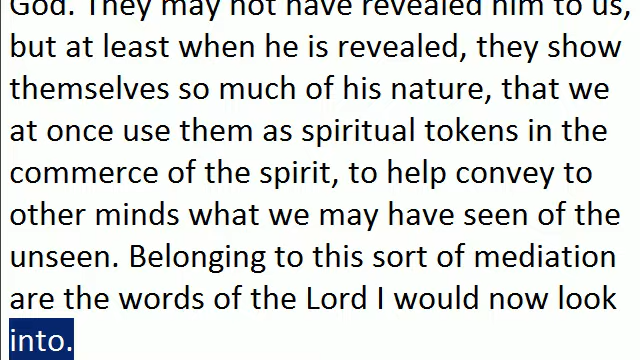 God. They may not have revealed him to us,
but at least when he is revealed, they show
themselves so much of his nature, that we
at once use them as spiritual tokens in the
commerce of the spirit, to help convey to
other minds what we may have seen of the
unseen. Belonging to this sort of mediation
are the words of the Lord I would now look
into.